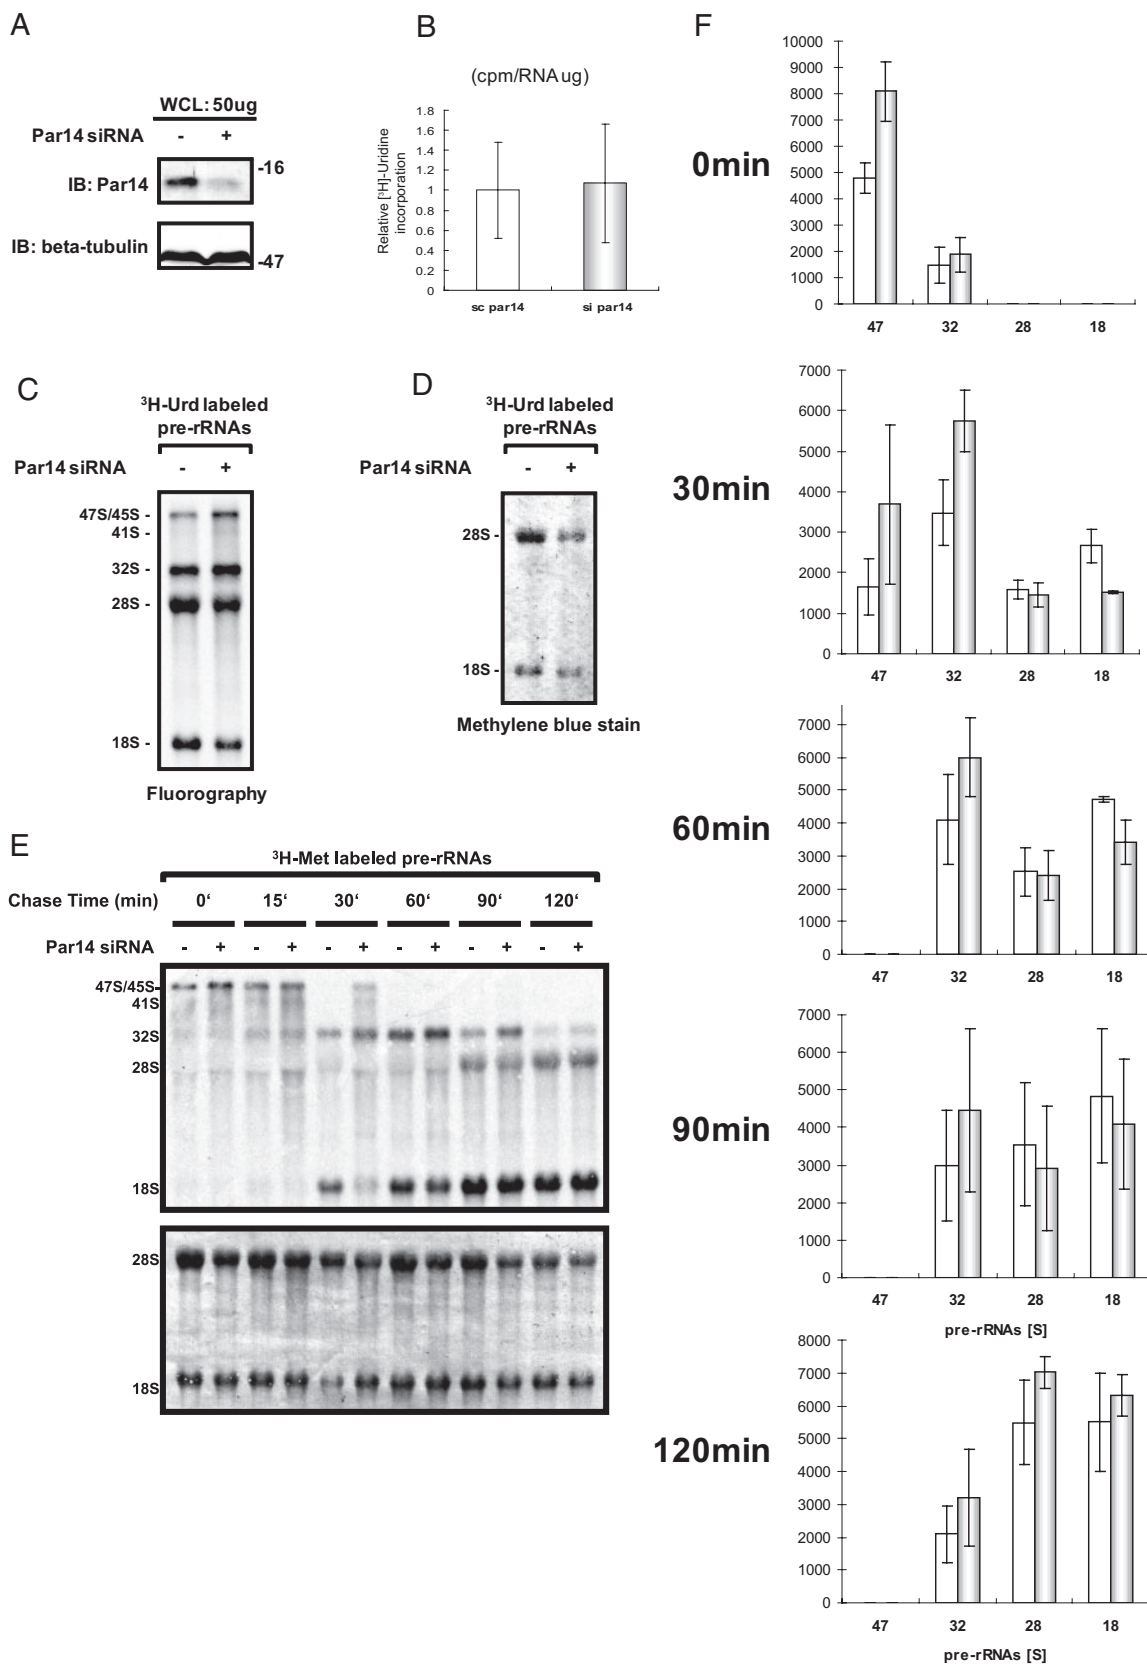 A
WCL: 50ug
Par14 siRNA - +
-16
IB: Par14
IB: beta-tubulin
-47
B
(cpm/RNA ug)
Relative [³H]-Uridine
incorporation
1.8
1.6
1.4
1.2
1
0.8
0.6
0.4
0.2
0
sc par14 si par14
C
³H-Urd labeled
pre-rRNAs
Par14 siRNA - +
47S/45S -
41S -
32S -
28S -
18S -
Fluorography
D
³H-Urd labeled
pre-rRNAs
Par14 siRNA - +
28S -
18S -
Methylene blue stain
E
³H-Met labeled pre-rRNAs
Chase Time (min) 0‘ 15‘ 30‘ 60‘ 90‘ 120‘
Par14 siRNA - + - + - + - + - + - +
47S/45S-
41S
32S
28S
18S
28S
18S
F
0min
10000
9000
8000
7000
6000
5000
4000
3000
2000
1000
0
47 32 28 18
30min
7000
6000
5000
4000
3000
2000
1000
0
47 32 28 18
60min
7000
6000
5000
4000
3000
2000
1000
0
47 32 28 18
90min
7000
6000
5000
4000
3000
2000
1000
0
47 32 28 18
pre-rRNAs [S]
120min
8000
7000
6000
5000
4000
3000
2000
1000
0
47 32 28 18
pre-rRNAs [S]